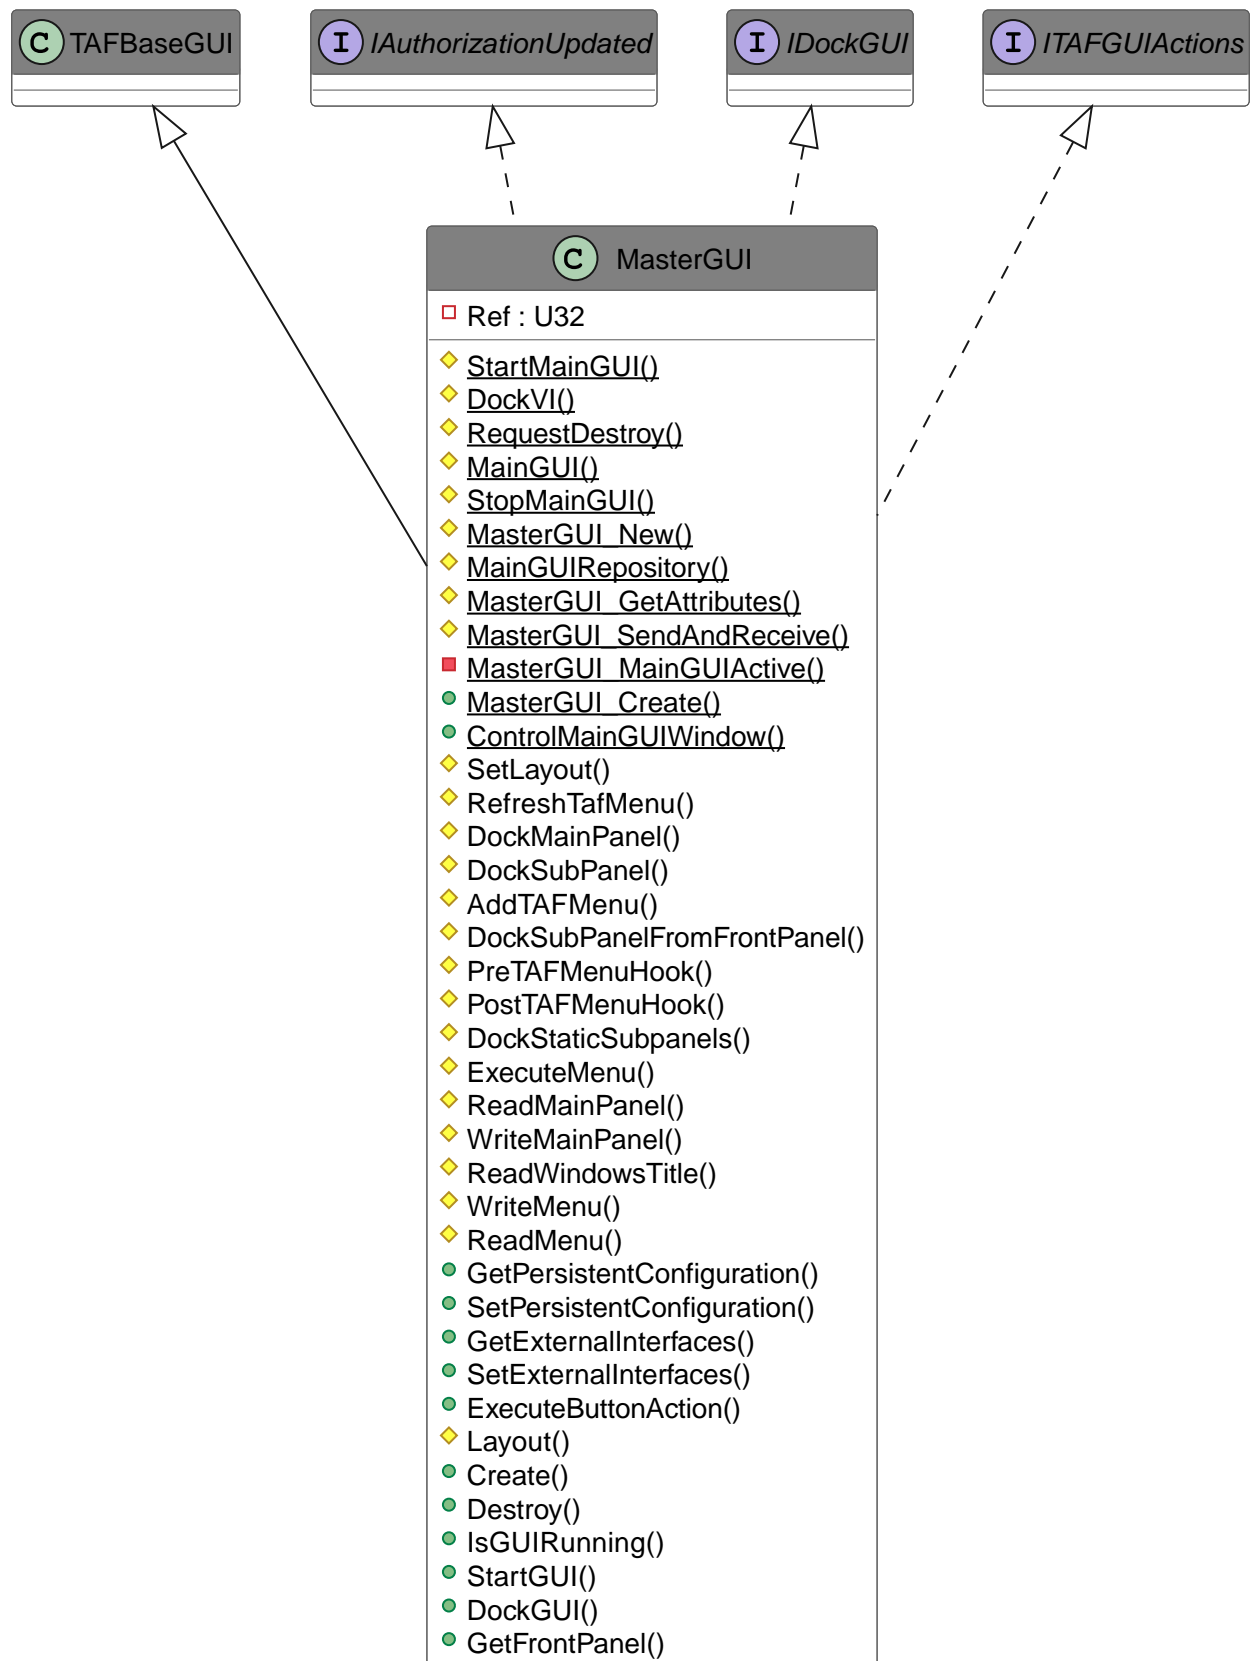 C TAFBaseGUI
I IAuthorizationUpdated
I IDockGUI
I ITAFGUIActions
C MasterGUI
Ref : U32
StartMainGUI()
DockVI()
RequestDestroy()
MainGUI()
StopMainGUI()
MasterGUI_New()
MainGUIRepository()
MasterGUI_GetAttributes()
MasterGUI_SendAndReceive()
MasterGUI_MainGUIActive()
MasterGUI_Create()
ControlMainGUIWindow()
SetLayout()
RefreshTafMenu()
DockMainPanel()
DockSubPanel()
AddTAFMenu()
DockSubPanelFromFrontPanel()
PreTAFMenuHook()
PostTAFMenuHook()
DockStaticSubpanels()
ExecuteMenu()
ReadMainPanel()
WriteMainPanel()
ReadWindowsTitle()
WriteMenu()
ReadMenu()
GetPersistentConfiguration()
SetPersistentConfiguration()
GetExternalInterfaces()
SetExternalInterfaces()
ExecuteButtonAction()
Layout()
Create()
Destroy()
IsGUIRunning()
StartGUI()
DockGUI()
GetFrontPanel()